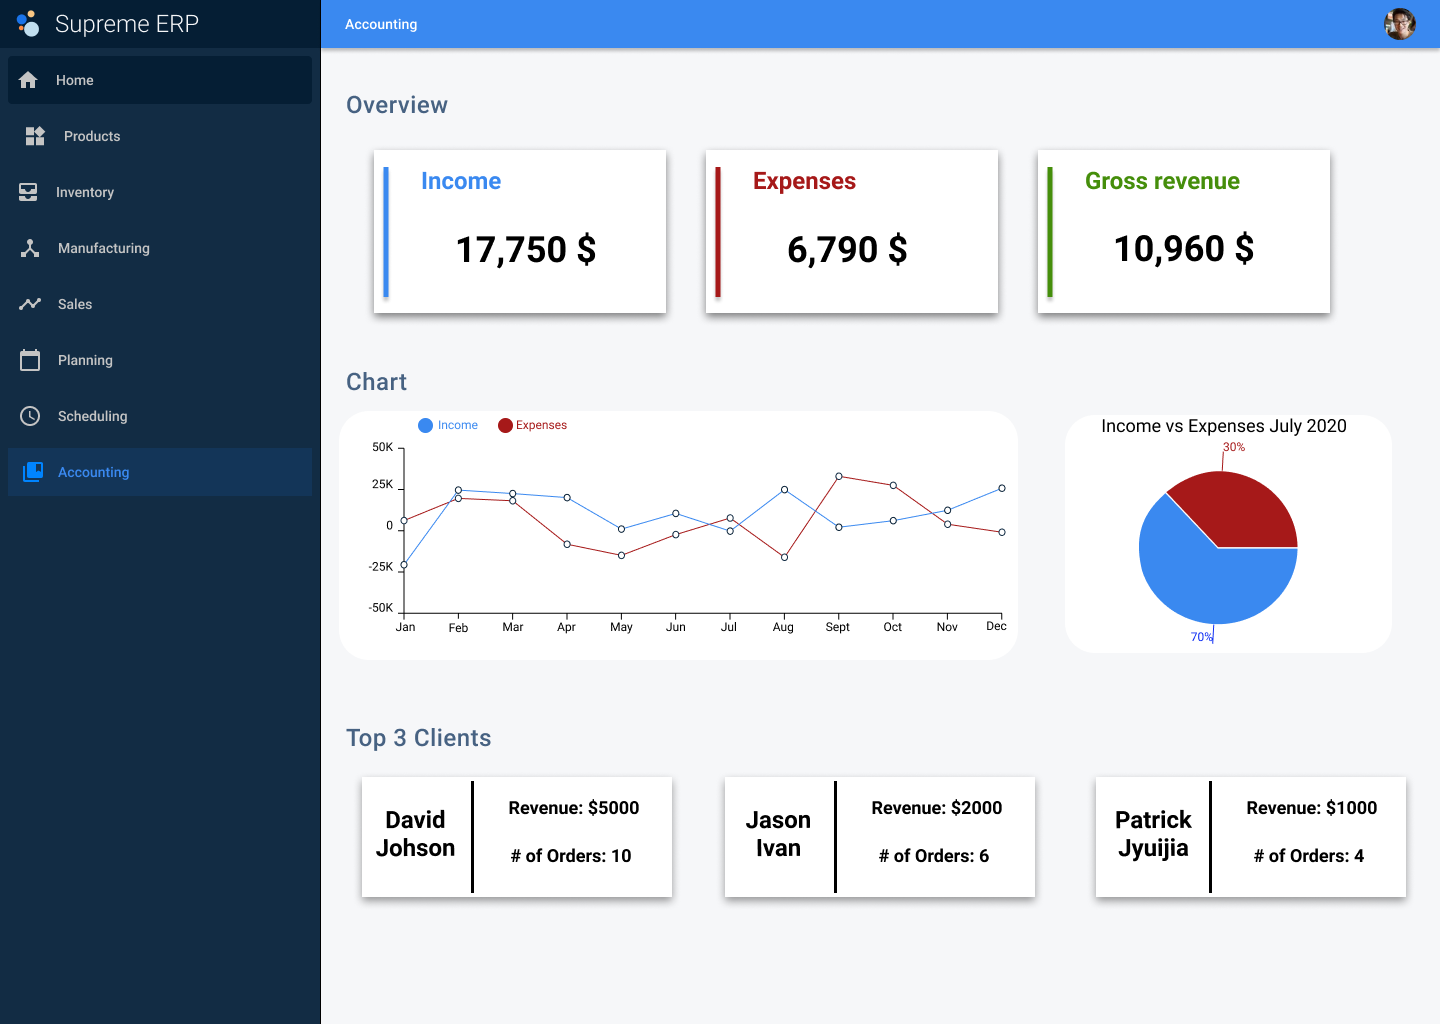 Supreme ERP
Accounting
Home
Products
Inventory
Manufacturing
Sales
Planning
Scheduling
Accounting
Overview
Income
17,750 $
Expenses
6,790 $
Gross revenue
10,960 $
Chart
Income
Expenses
50K
25K
0
-25K
-50K
Jan
Feb
Mar
Apr
May
Jun
Jul
Aug
Sept
Oct
Nov
Dec
Income vs Expenses July 2020
30%
70%
Top 3 Clients
David
Johson
Revenue: $5000
# of Orders: 10
Jason
Ivan
Revenue: $2000
# of Orders: 6
Patrick
Jyuijia
Revenue: $1000
# of Orders: 4